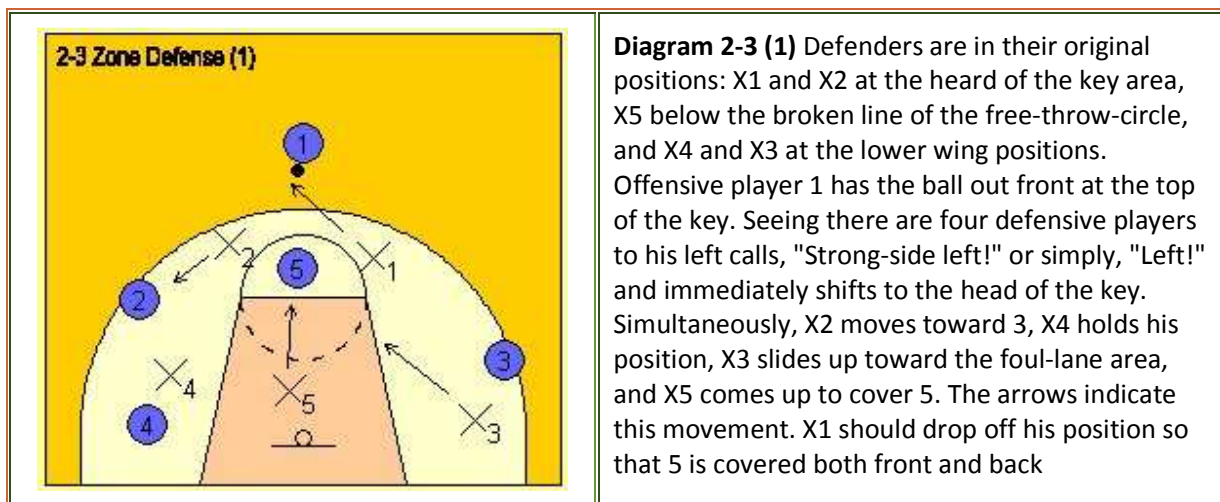 2-3 Zone Defense (1)
1
X2
X1
5
2
3
X4
X5
4
X3
Diagram 2-3 (1) Defenders are in their original
positions: X1 and X2 at the heard of the key area,
X5 below the broken line of the free-throw-circle,
and X4 and X3 at the lower wing positions.
Offensive player 1 has the ball out front at the top
of the key. Seeing there are four defensive players
to his left calls, "Strong-side left!" or simply, "Left!"
and immediately shifts to the head of the key.
Simultaneously, X2 moves toward 3, X4 holds his
position, X3 slides up toward the foul-lane area,
and X5 comes up to cover 5. The arrows indicate
this movement. X1 should drop off his position so
that 5 is covered both front and back